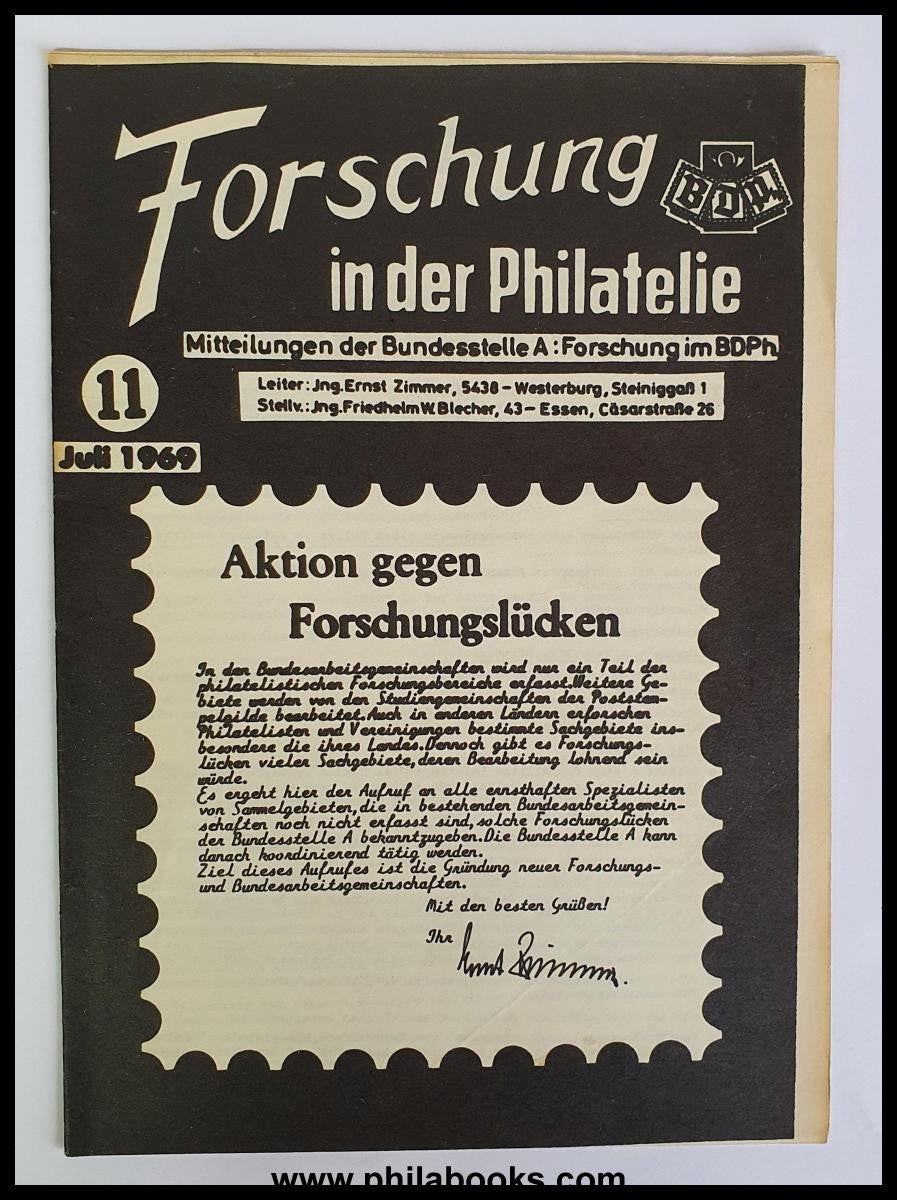 Forschung
BDPh
in der Philatelie
Mitteilungen der Bundesstelle A: Forschung im BDPh
11
Leiter: Jng. Ernst Zimmer, 5438 - Westerburg, Steiniggaß 1
Stellv.: Jng. Friedhelm W. Blecher, 43 - Essen, Cäsarstraße 26
Juli 1969
Aktion gegen
Forschungslücken
In den Bundesarbeitsgemeinschaften wird nur ein Teil der
philatelistischen Forschungsbereiche erfasst. Weitere Ge-
biete werden von den Studiengemeinschaften der Poststem-
pelgilde bearbeitet. Auch in anderen Ländern erforschen
Philatelisten und Vereinigungen bestimmte Sachgebiete ins-
besondere die ihres Landes. Dennoch gibt es Forschungs-
lücken vieler Sachgebiete, deren Bearbeitung lohnend sein
würde.
Es ergeht hier der Aufruf an alle ernsthaften Spezialisten
von Sammelgebieten, die in bestehenden Bundesarbeitsgemein-
schaften noch nicht erfasst sind, solche Forschungslücken
der Bundesstelle A bekanntzugeben. Die Bundesstelle A kann
danach koordinierend tätig werden.
Ziel dieses Aufrufes ist die Gründung neuer Forschungs-
und Bundesarbeitsgemeinschaften.
Mit den besten Grüßen!
Ihr
Ernst Zimmer.
www.philabooks.com